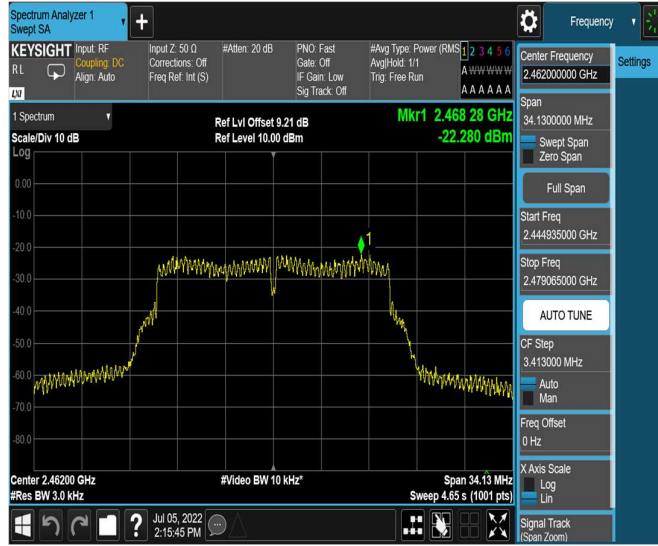 Spectrum Analyzer 1
Swept SA
+
Frequency
KEYSIGHT
RL
LXI
Input: RF
Coupling: DC
Align: Auto
Input Z: 50 Ω
Corrections: Off
Freq Ref: Int (S)
#Atten: 20 dB
PNO: Fast
Gate: Off
IF Gain: Low
Sig Track: Off
#Avg Type: Power (RMS
Avg|Hold: 1/1
Trig: Free Run
1 2 3 4 5 6
A W W W W W
A A A A A A
1 Spectrum
Scale/Div 10 dB
Log
Ref Lvl Offset 9.21 dB
Ref Level 10.00 dBm
Mkr1 2.468 28 GHz
-22.280 dBm
0.00
-10.0
-20.0
-30.0
-40.0
-50.0
-60.0
-70.0
-80.0
1
Center 2.46200 GHz
#Res BW 3.0 kHz
#Video BW 10 kHz*
Span 34.13 MHz
Sweep 4.65 s (1001 pts)
?
Jul 05, 2022
2:15:45 PM
Center Frequency
2.462000000 GHz
Settings
Span
34.1300000 MHz
Swept Span
Zero Span
Full Span
Start Freq
2.444935000 GHz
Stop Freq
2.479065000 GHz
AUTO TUNE
CF Step
3.413000 MHz
Auto
Man
Freq Offset
0 Hz
X Axis Scale
Log
Lin
Signal Track
(Span Zoom)